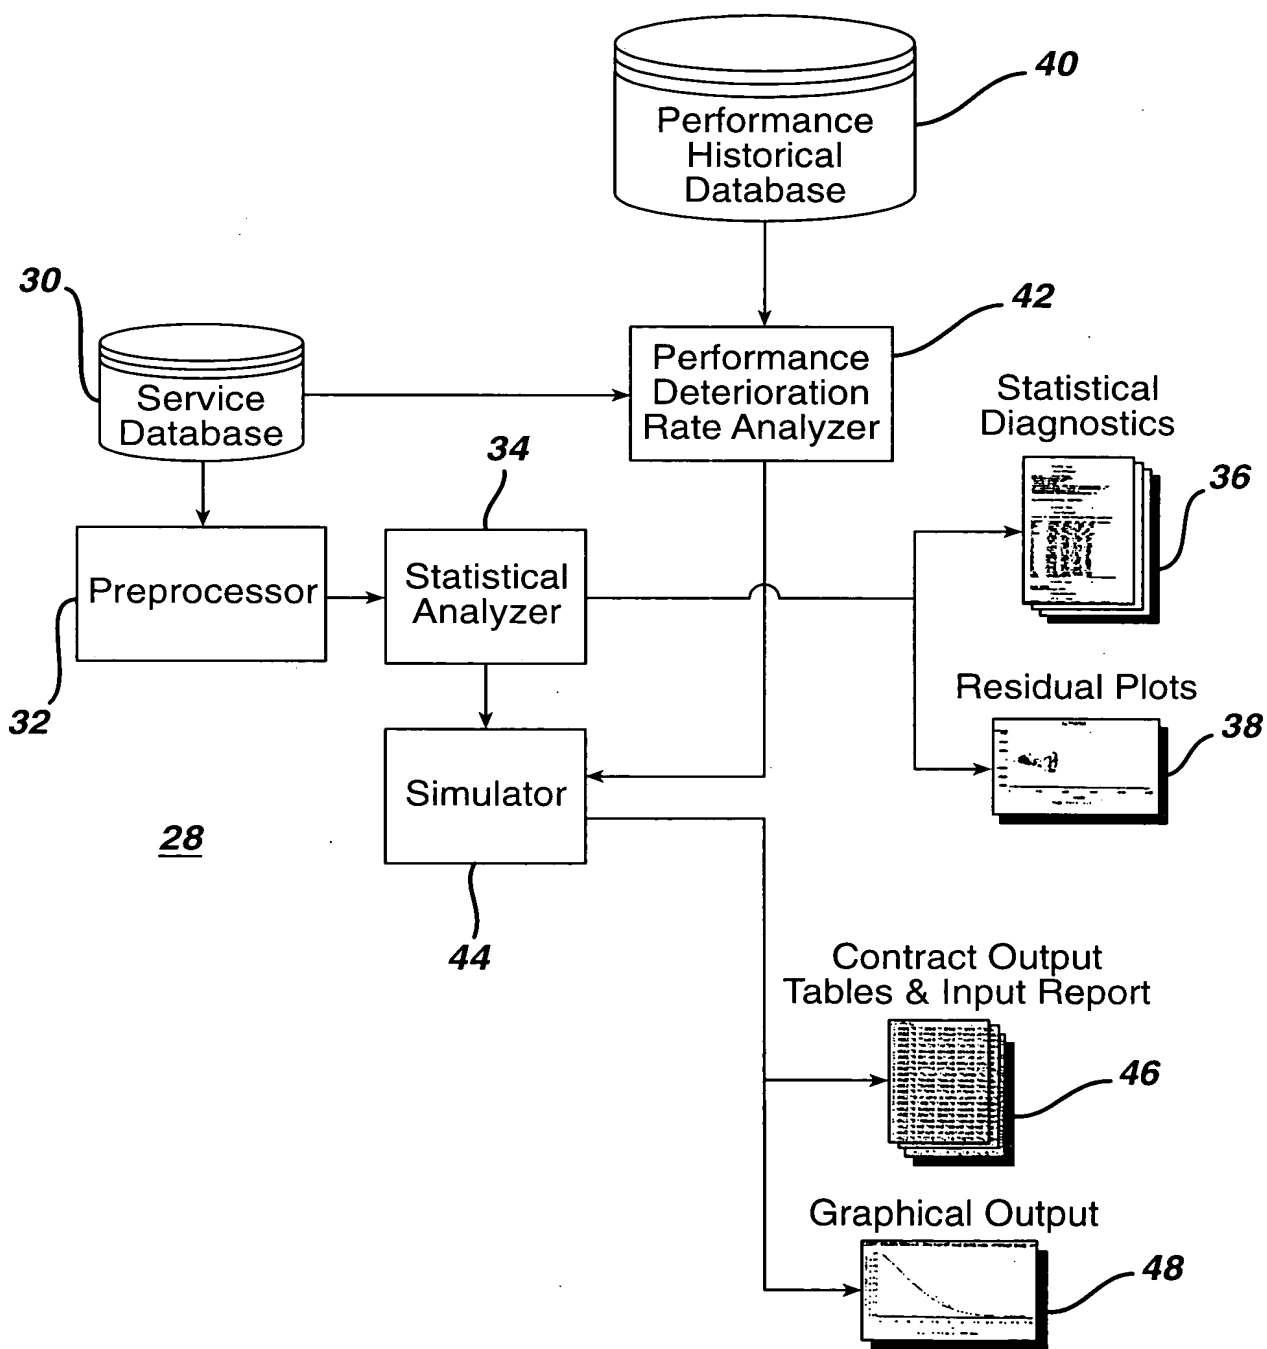 40
Performance
Historical
Database
30
42
Service
Database
Performance
Deterioration
Rate Analyzer
Statistical
Diagnostics
34
36
Preprocessor
Statistical
Analyzer
32
Residual Plots
38
Simulator
28
44
Contract Output
Tables & Input Report
46
Graphical Output
48